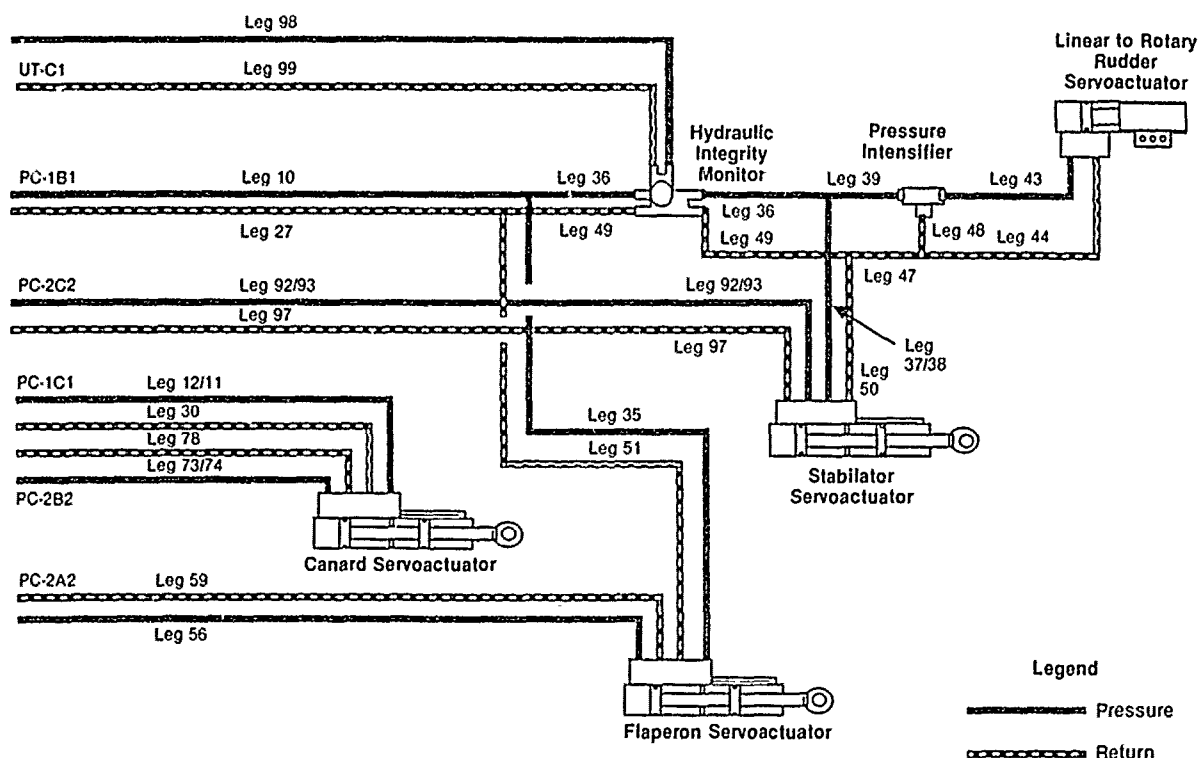 Leg 98
UT-C1
Leg 99
Linear to Rotary
Rudder
Servoactuator
Hydraulic
Integrity
Monitor
Pressure
Intensifier
PC-1B1
Leg 10
Leg 36
Leg 39
Leg 43
Leg 36
Leg 27
Leg 49
Leg 49
Leg 48
Leg 44
Leg 47
PC-2C2
Leg 92/93
Leg 92/93
Leg 97
Leg 97
Leg
37/38
Leg
50
PC-1C1
Leg 12/11
Leg 30
Leg 78
Leg 73/74
PC-2B2
Leg 35
Leg 51
Stabilator
Servoactuator
Canard Servoactuator
PC-2A2
Leg 59
Leg 56
Flaperon Servoactuator
Legend
Pressure
Return